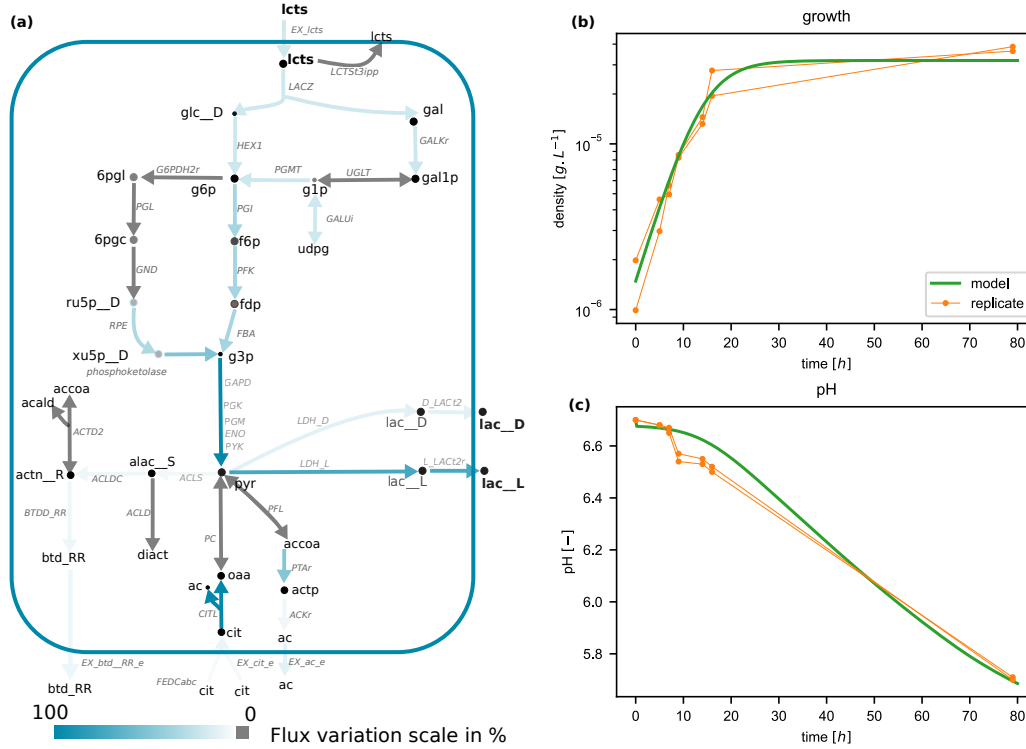 (a)
lcts
EX_lcts
lcts
lcts
LCTSt3ipp
LACZ
glc__D
gal
HEX1
GALKr
6pgl
G6PDH2r
g6p
PGMT
g1p
UGLT
gal1p
PGL
PGI
GALUi
6pgc
f6p
udpg
GND
PFK
ru5p__D
fdp
RPE
FBA
xu5p__D
g3p
phosphoketolase
GAPD
accoa
acald
PGK
D_LACt2
ACTD2
PGM
LDH_D
lac__D
lac__D
ENO
PYK
alac__S
LDH_L
L_LACt2r
actn__R
ACLDC
ACLS
pyr
lac__L
lac__L
BTDD_RR
ACLD
PFL
PC
accoa
btd_RR
diact
PTAr
oaa
ac
actp
CITL
ACKr
cit
ac
EX_btd__RR_e
EX_cit_e
EX_ac_e
FEDCabc
btd_RR
cit
cit
ac
100
0
Flux variation scale in %
(b)
growth
density [g.L⁻¹]
10⁻⁵
10⁻⁶
model
replicate
0 10 20 30 40 50 60 70 80
time [h]
(c)
pH
pH [−]
6.6
6.4
6.2
6.0
5.8
0 10 20 30 40 50 60 70 80
time [h]